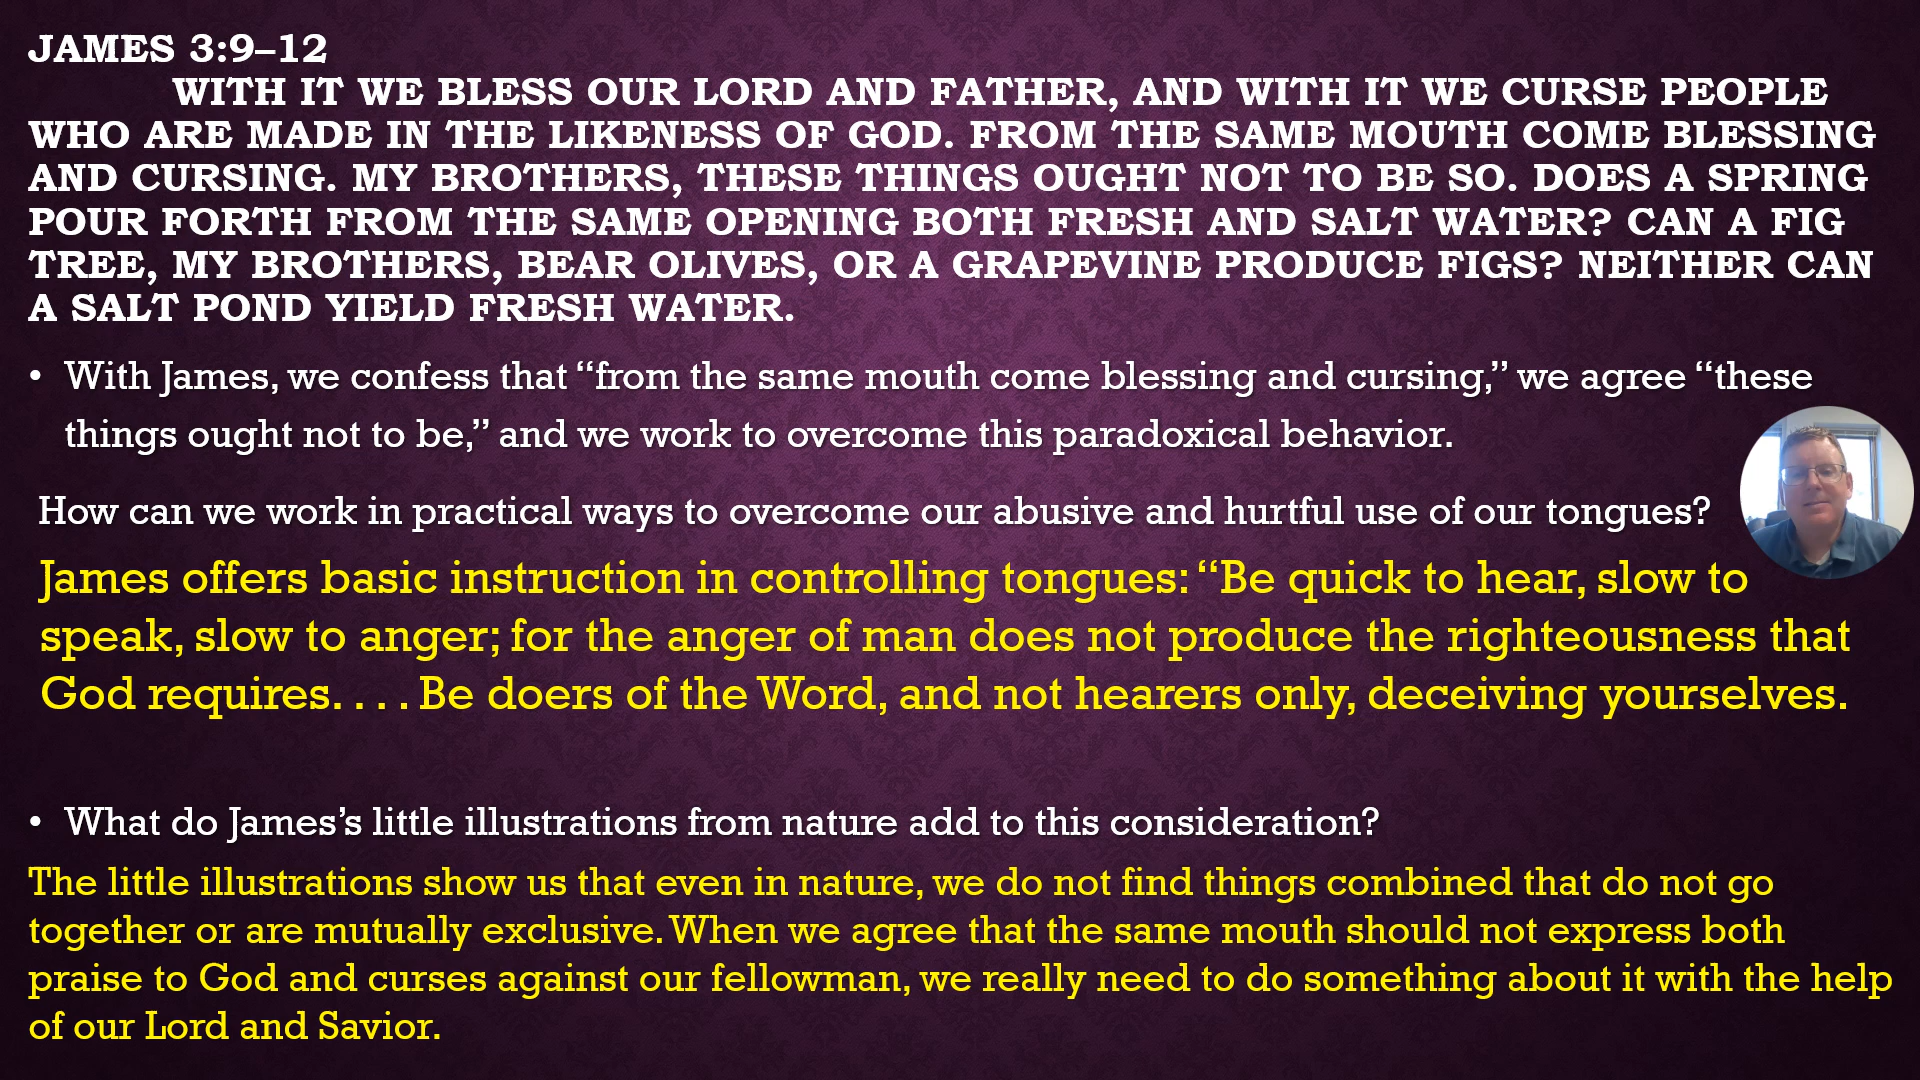 JAMES 3:9–12
WITH IT WE BLESS OUR LORD AND FATHER, AND WITH IT WE CURSE PEOPLE
WHO ARE MADE IN THE LIKENESS OF GOD. FROM THE SAME MOUTH COME BLESSING
AND CURSING. MY BROTHERS, THESE THINGS OUGHT NOT TO BE SO. DOES A SPRING
POUR FORTH FROM THE SAME OPENING BOTH FRESH AND SALT WATER? CAN A FIG
TREE, MY BROTHERS, BEAR OLIVES, OR A GRAPEVINE PRODUCE FIGS? NEITHER CAN
A SALT POND YIELD FRESH WATER.
• With James, we confess that “from the same mouth come blessing and cursing,” we agree “these
things ought not to be,” and we work to overcome this paradoxical behavior.
How can we work in practical ways to overcome our abusive and hurtful use of our tongues?
James offers basic instruction in controlling tongues: “Be quick to hear, slow to
speak, slow to anger; for the anger of man does not produce the righteousness that
God requires. . . . Be doers of the Word, and not hearers only, deceiving yourselves.
• What do James’s little illustrations from nature add to this consideration?
The little illustrations show us that even in nature, we do not find things combined that do not go
together or are mutually exclusive. When we agree that the same mouth should not express both
praise to God and curses against our fellowman, we really need to do something about it with the help
of our Lord and Savior.